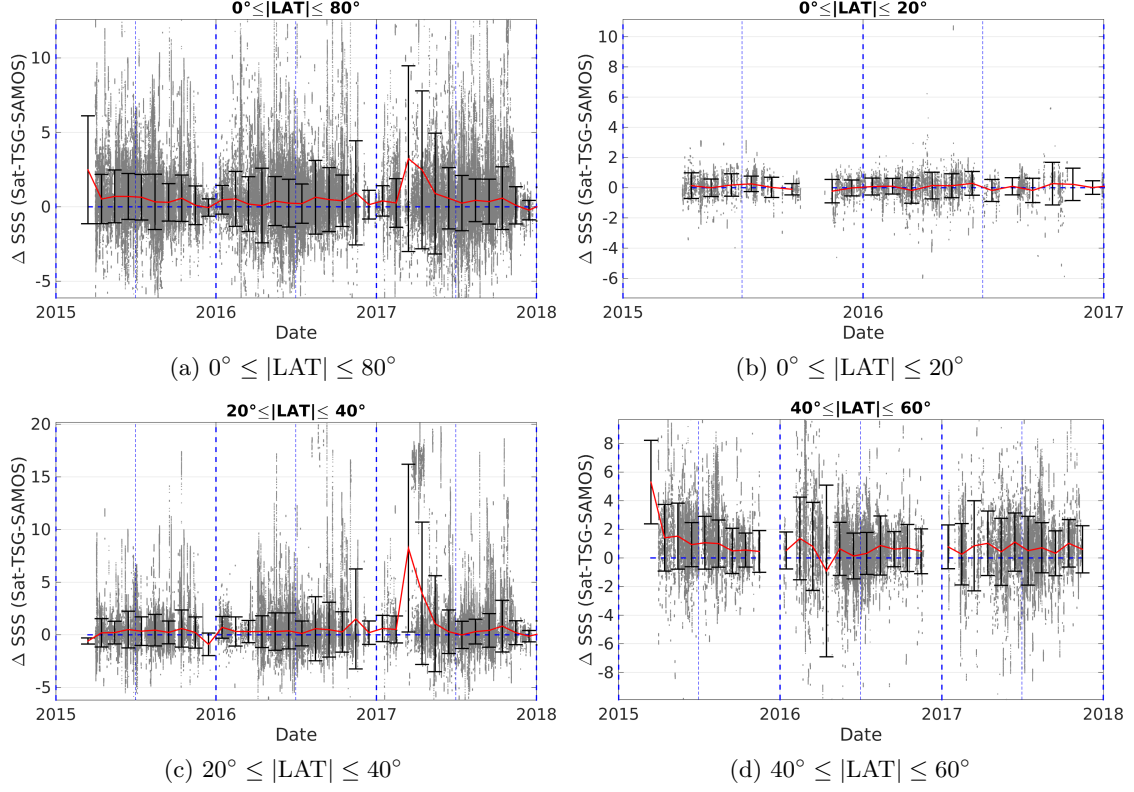 0°≤|LAT|≤ 80°
Δ SSS (Sat-TSG-SAMOS)
10
5
0
-5
2015
2016
2017
2018
Date
(a) 0° ≤ |LAT| ≤ 80°
0°≤|LAT|≤ 20°
Δ SSS (Sat-TSG-SAMOS)
10
8
6
4
2
0
-2
-4
-6
2015
2016
2017
Date
(b) 0° ≤ |LAT| ≤ 20°
20°≤|LAT|≤ 40°
Δ SSS (Sat-TSG-SAMOS)
20
15
10
5
0
-5
2015
2016
2017
2018
Date
(c) 20° ≤ |LAT| ≤ 40°
40°≤|LAT|≤ 60°
Δ SSS (Sat-TSG-SAMOS)
8
6
4
2
0
-2
-4
-6
-8
2015
2016
2017
2018
Date
(d) 40° ≤ |LAT| ≤ 60°